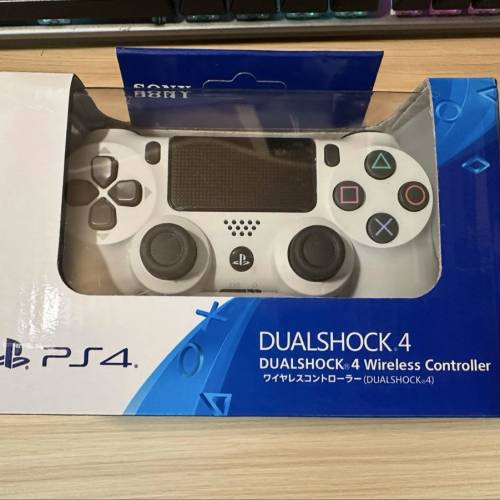 SONY
PS4
DUALSHOCK®4
DUALSHOCK®4 Wireless Controller
ワイヤレスコントローラー (DUALSHOCK®4)